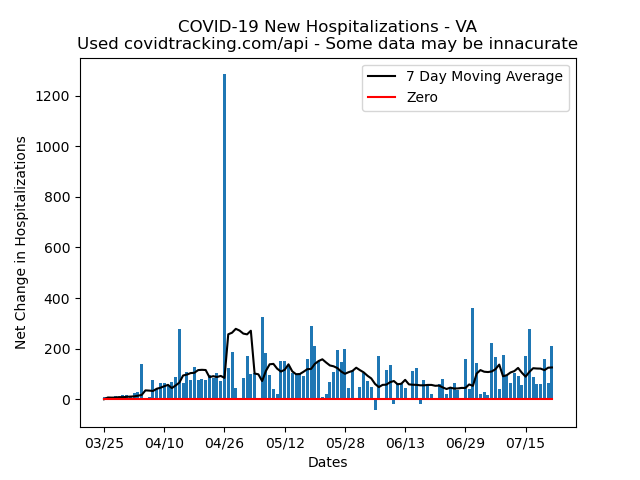 COVID-19 New Hospitalizations - VA
Used covidtracking.com/api - Some data may be innacurate
7 Day Moving Average
Zero
Net Change in Hospitalizations
1200
1000
800
600
400
200
0
03/25 04/10 04/26 05/12 05/28 06/13 06/29 07/15
Dates